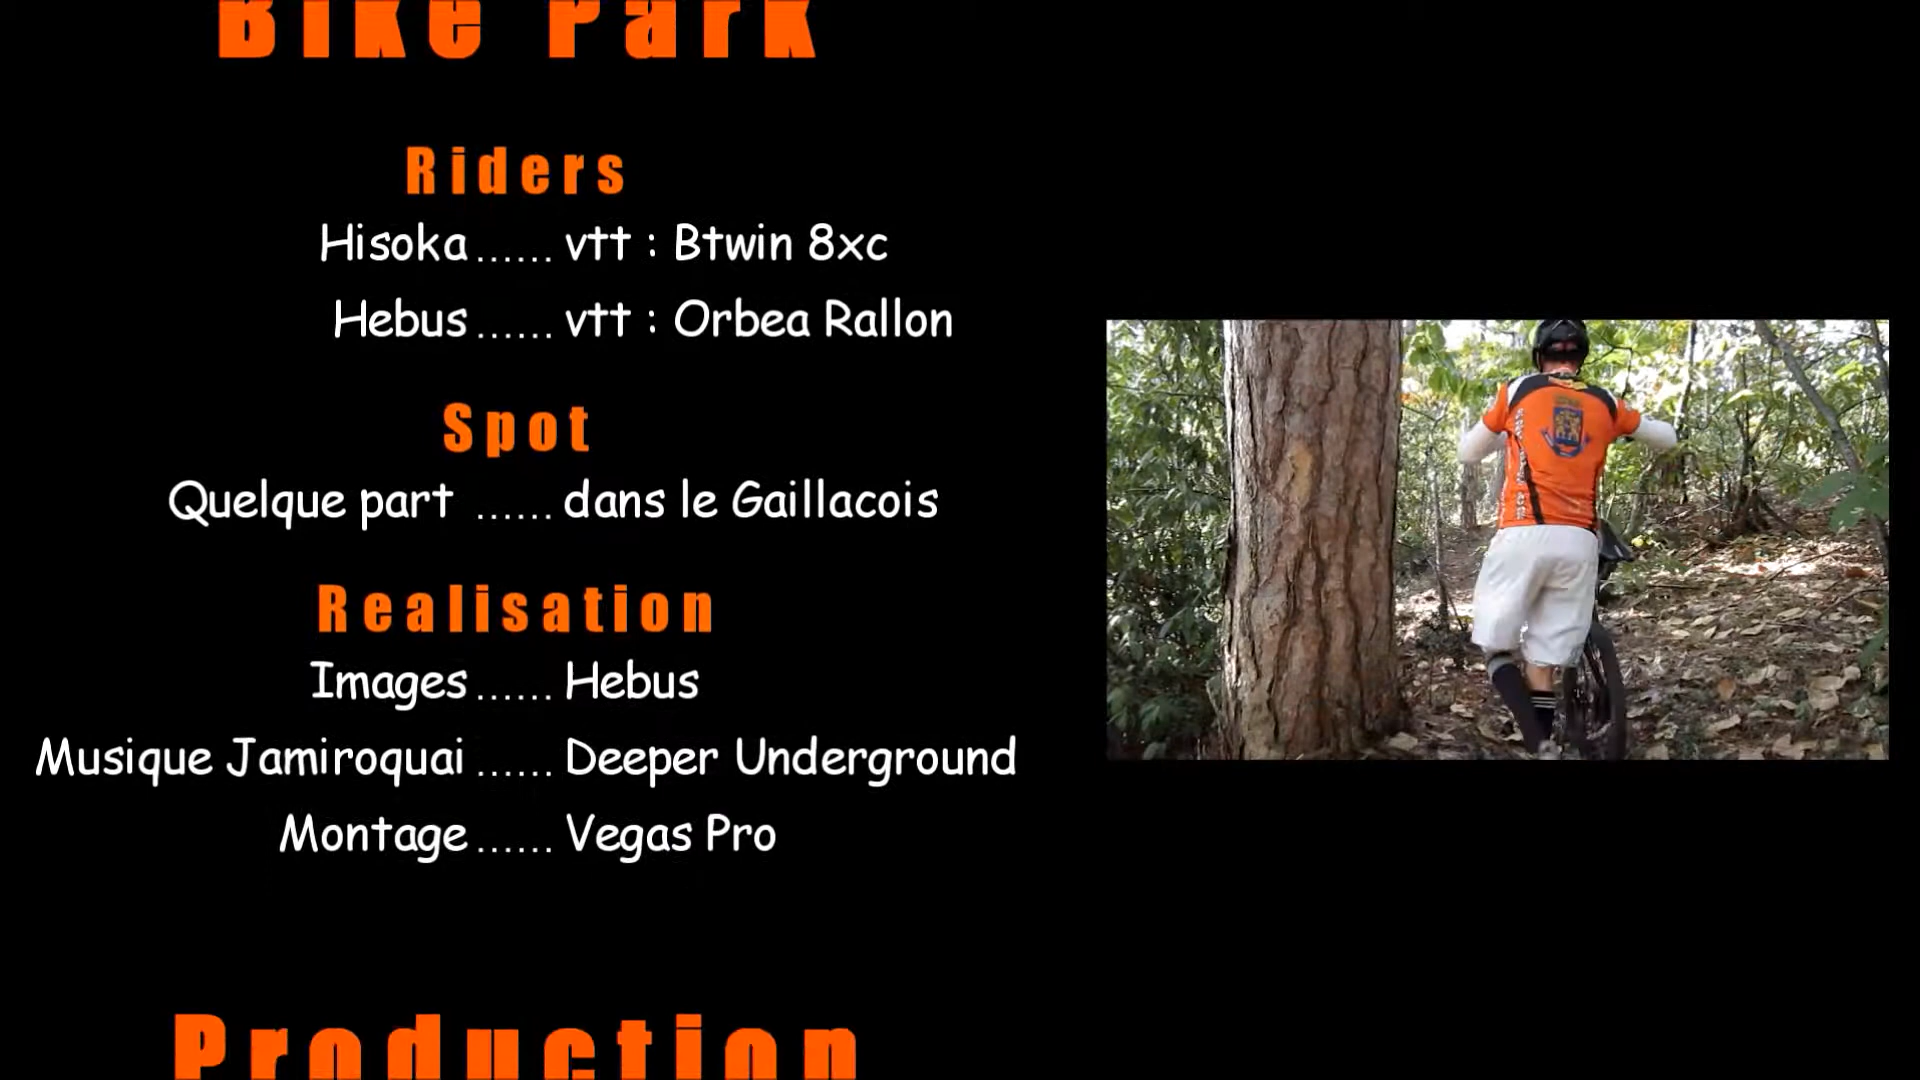 Bike Park
Riders
Hisoka ...... vtt : Btwin 8xc
Hebus ...... vtt : Orbea Rallon
Spot
Quelque part ...... dans le Gaillacois
Realisation
Images ...... Hebus
Musique Jamiroquai ...... Deeper Underground
Montage ...... Vegas Pro
Production